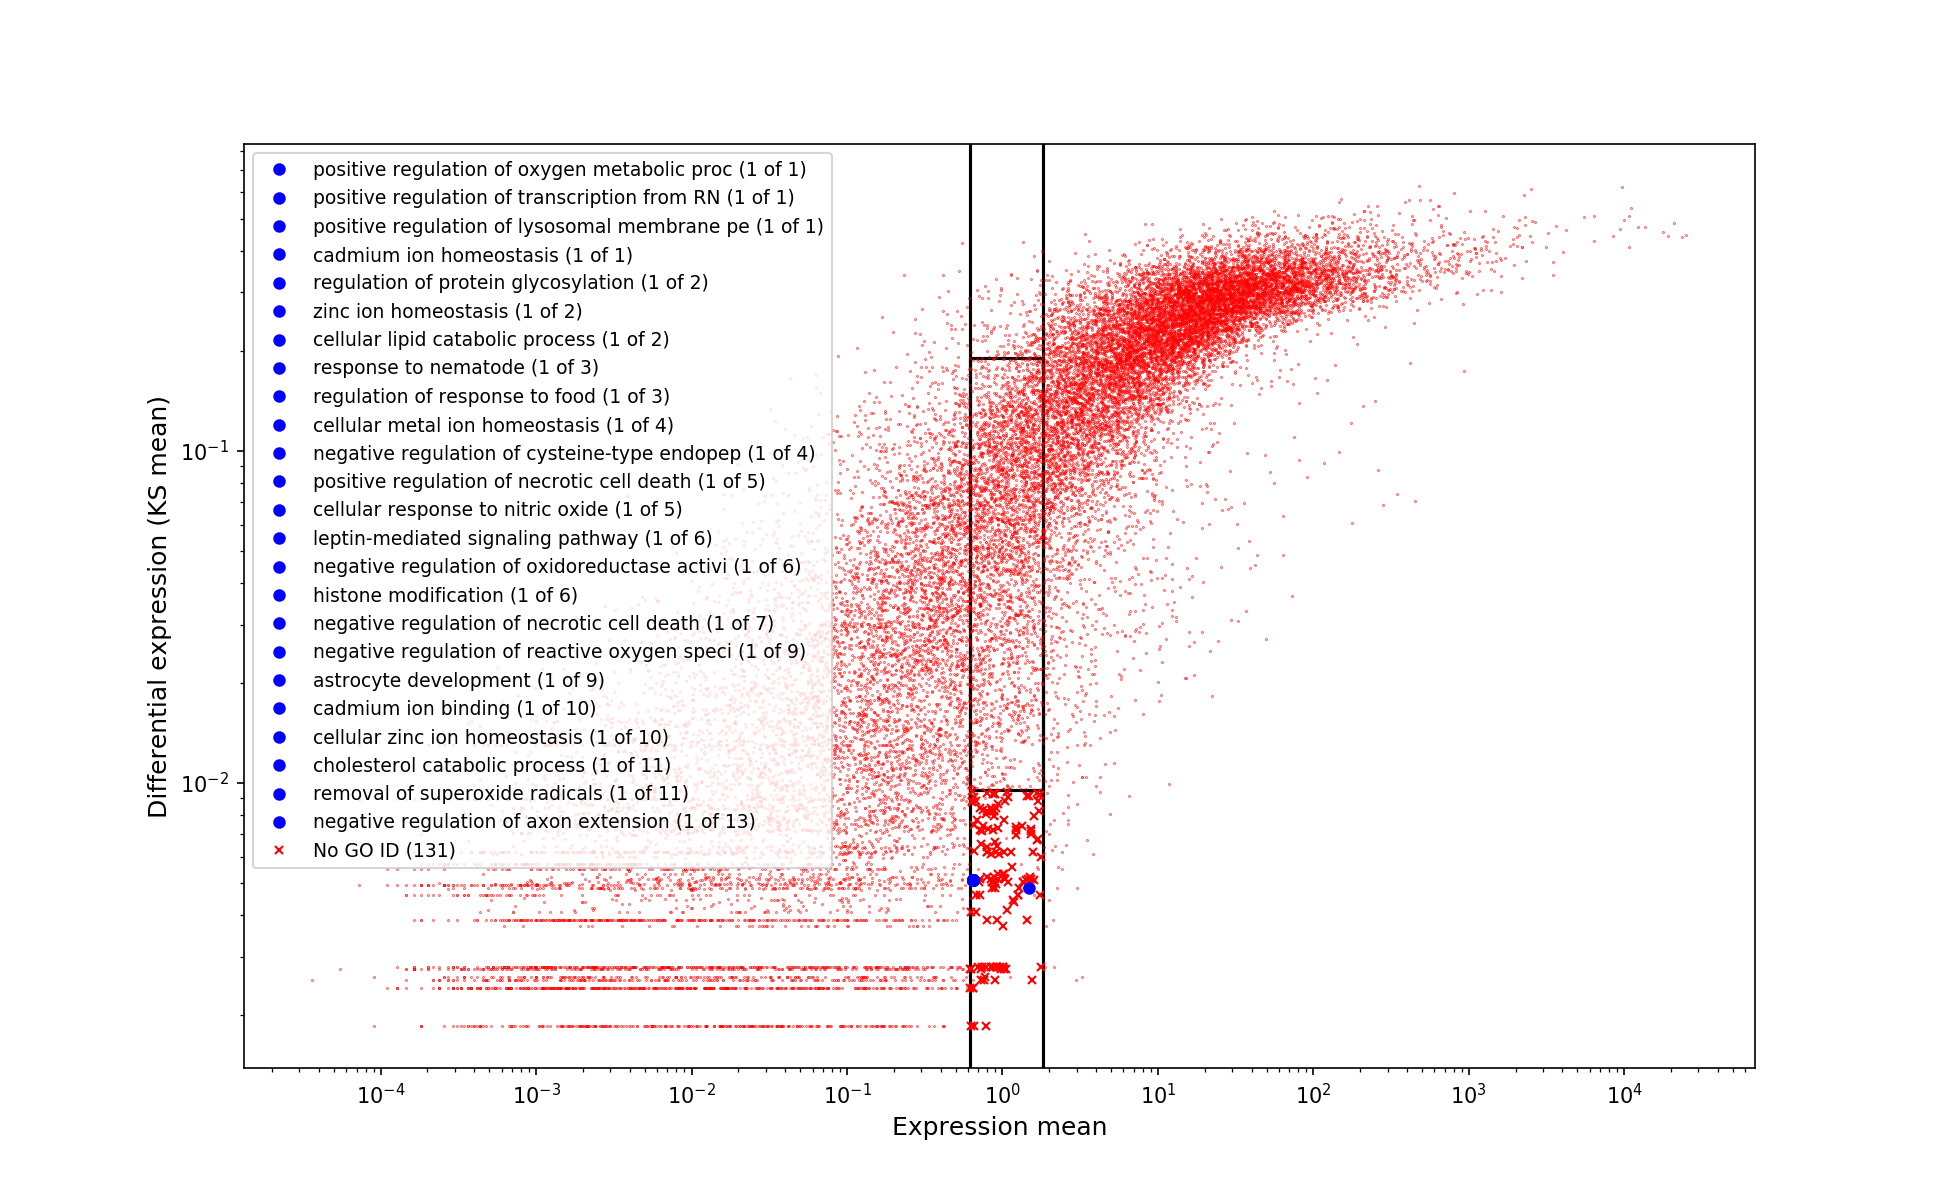 positive regulation of oxygen metabolic proc (1 of 1)
positive regulation of transcription from RN (1 of 1)
positive regulation of lysosomal membrane pe (1 of 1)
cadmium ion homeostasis (1 of 1)
regulation of protein glycosylation (1 of 2)
zinc ion homeostasis (1 of 2)
cellular lipid catabolic process (1 of 2)
response to nematode (1 of 3)
regulation of response to food (1 of 3)
cellular metal ion homeostasis (1 of 4)
negative regulation of cysteine-type endopep (1 of 4)
positive regulation of necrotic cell death (1 of 5)
cellular response to nitric oxide (1 of 5)
leptin-mediated signaling pathway (1 of 6)
negative regulation of oxidoreductase activi (1 of 6)
histone modification (1 of 6)
negative regulation of necrotic cell death (1 of 7)
negative regulation of reactive oxygen speci (1 of 9)
astrocyte development (1 of 9)
cadmium ion binding (1 of 10)
cellular zinc ion homeostasis (1 of 10)
cholesterol catabolic process (1 of 11)
removal of superoxide radicals (1 of 11)
negative regulation of axon extension (1 of 13)
No GO ID (131)
Differential expression (KS mean)
10⁻¹
10⁻²
10⁻⁴ 10⁻³ 10⁻² 10⁻¹ 10⁰ 10¹ 10² 10³ 10⁴
Expression mean